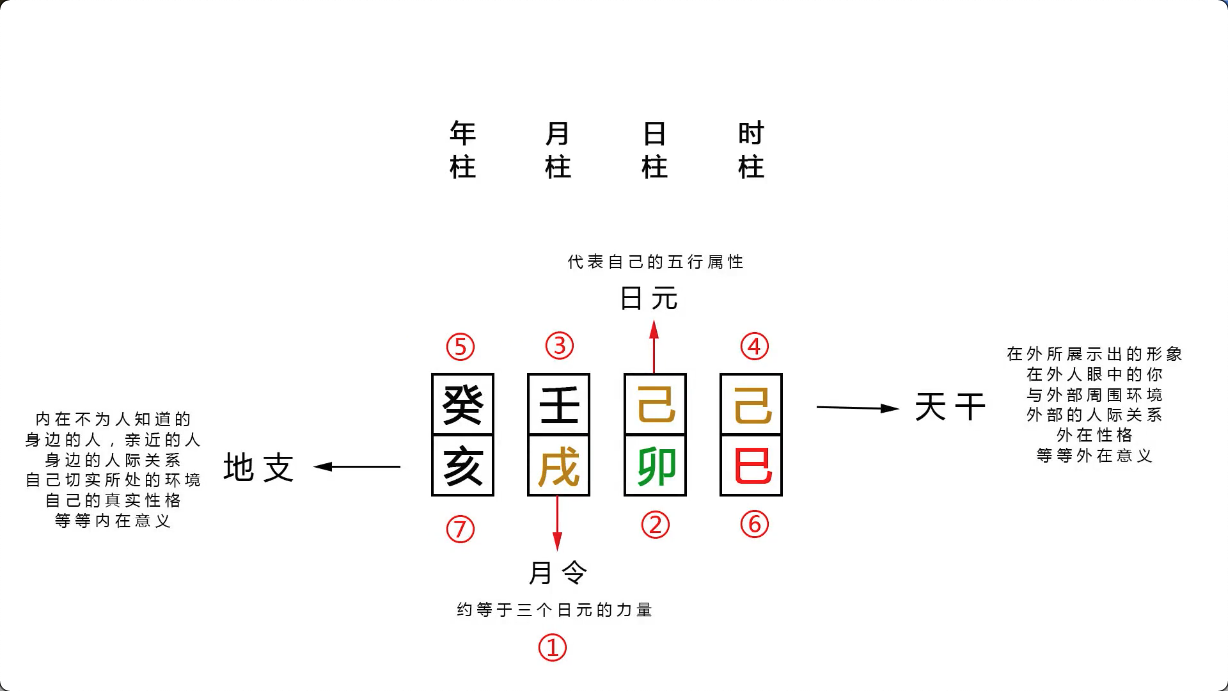 年柱 月柱 日柱 时柱
代表自己的五行属性
日元
⑤ ③ ④
癸 壬 己 己
亥 戌 卯 巳
⑦ ② ⑥
月令
约等于三个日元的力量
①
地支
内在不为人知道的
身边的人，亲近的人
身边的人际关系
自己切实所处的环境
自己的真实性格
等等内在意义
天干
在外所展示出的形象
在外人眼中的你
与外部周围环境
外部的人际关系
外在性格
等等外在意义